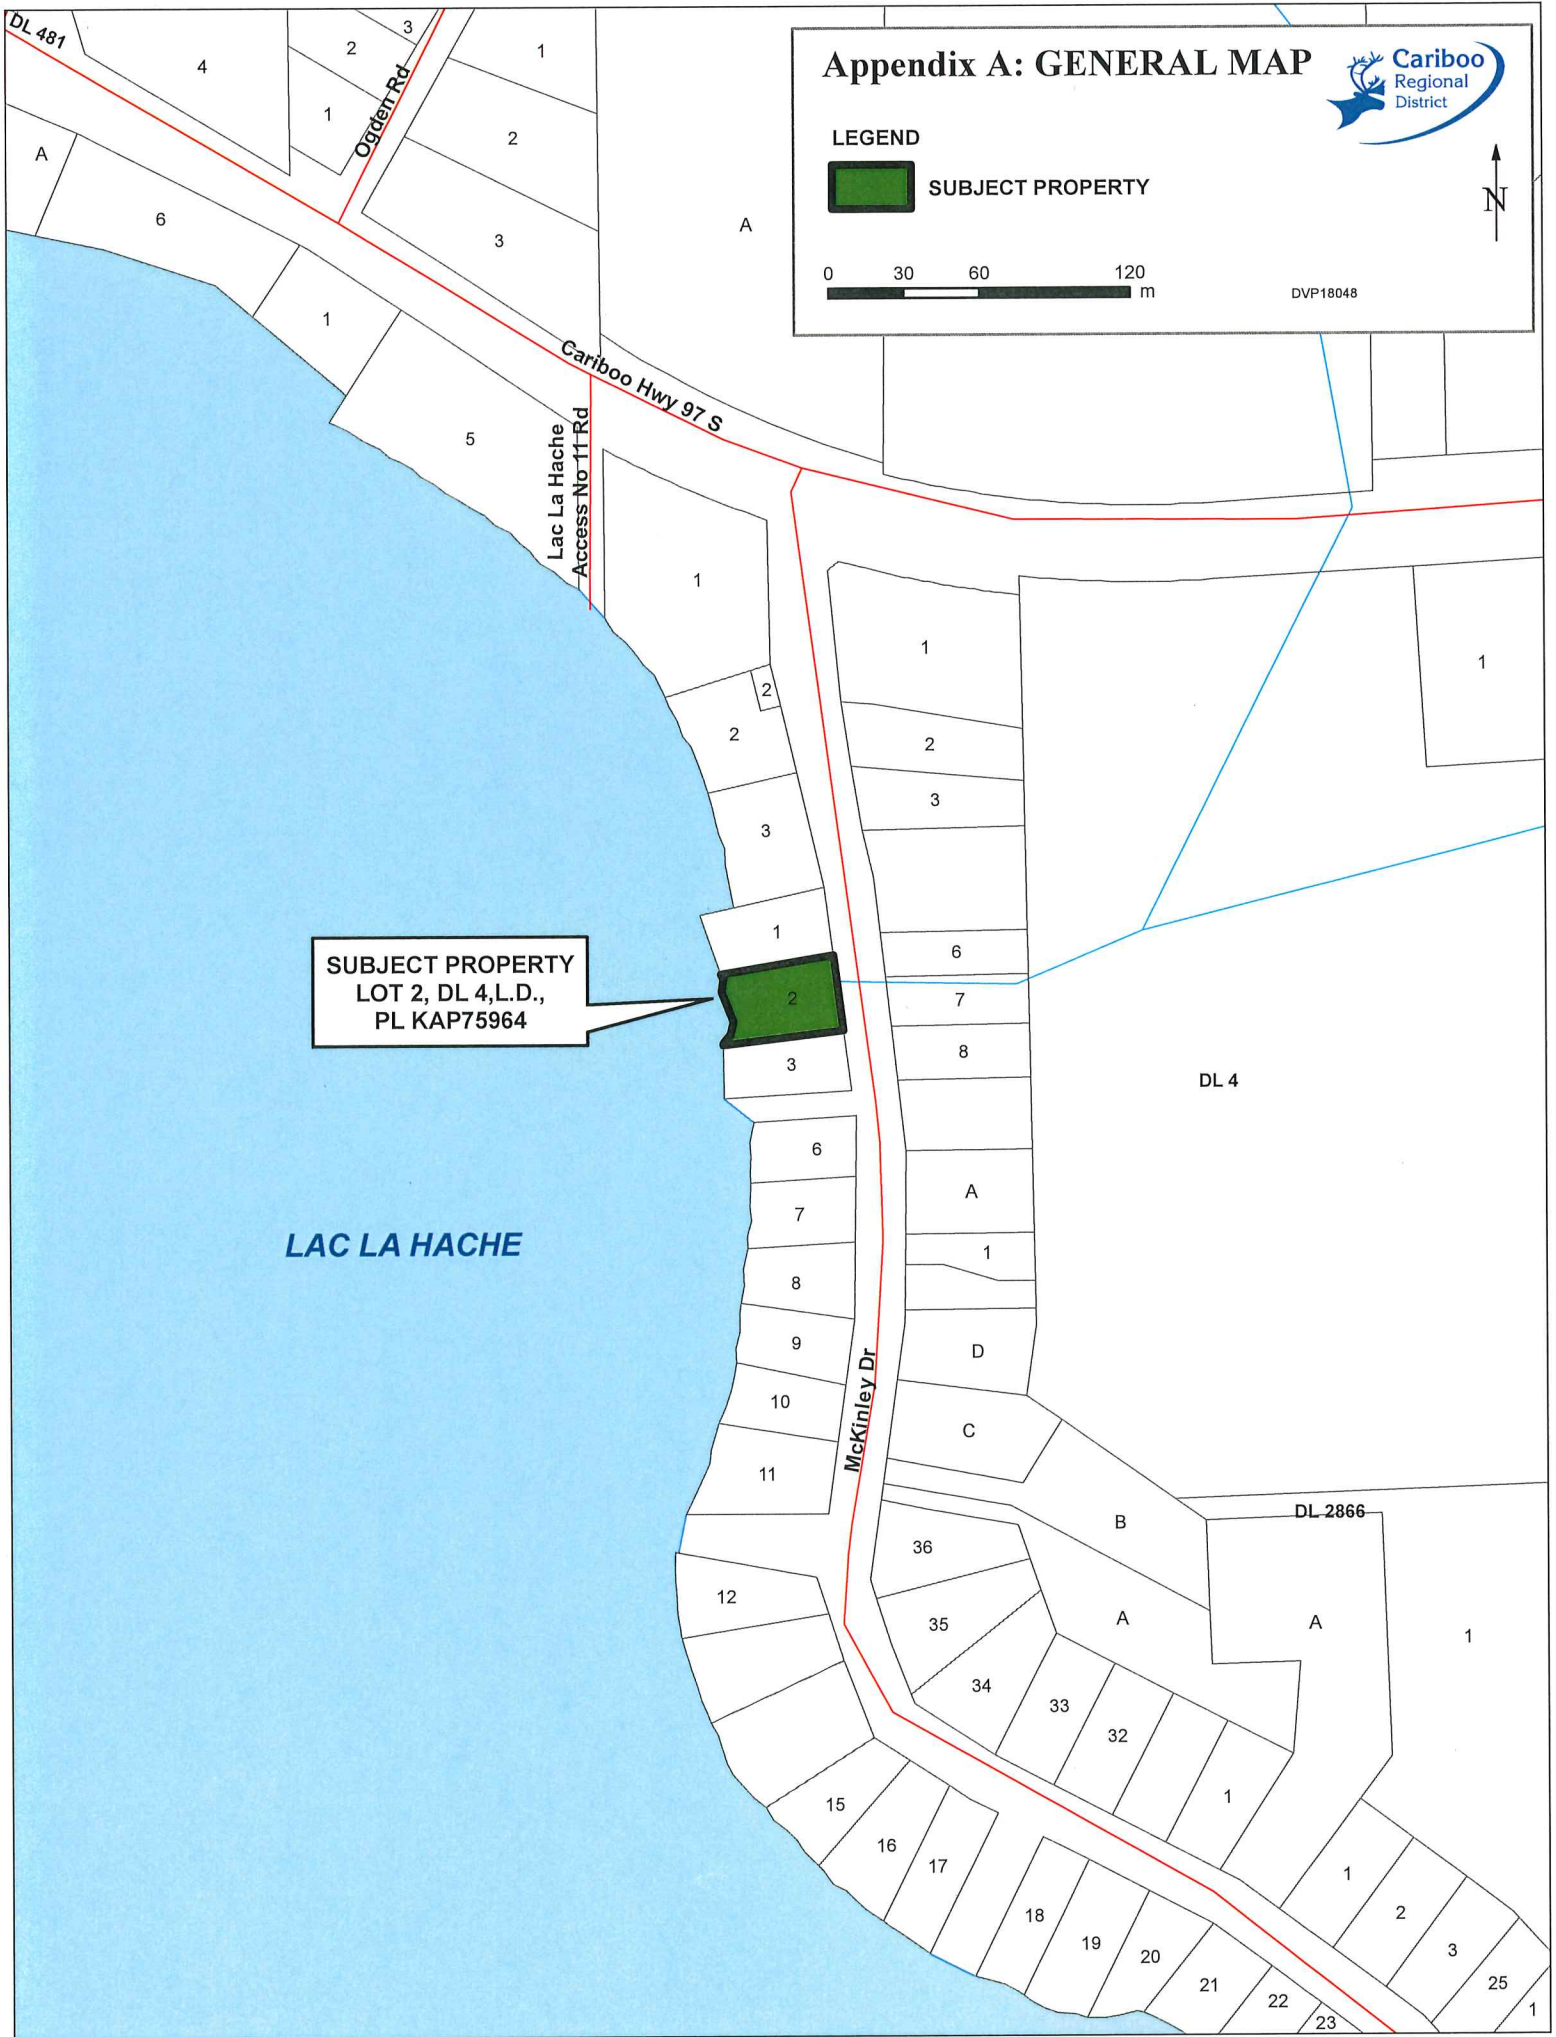 DL 481
4
2
3
1
Ogden Rd
1
2
3
A
Appendix A: GENERAL MAP
Cariboo
Regional
District
LEGEND
SUBJECT PROPERTY
N
0 30 60 120
m
DVP18048
A
6
1
5
Cariboo Hwy 97 S
Lac La Hache
Access No 11 Rd
1
2
2
3
1
2
3
1
2
3
6
7
8
1
SUBJECT PROPERTY
LOT 2, DL 4,L.D.,
PL KAP75964
DL 4
6
7
8
9
10
11
A
1
D
C
LAC LA HACHE
McKinley Dr
B
DL 2866
36
35
34
33
32
1
A
A
1
12
15
16
17
18
19
20
21
22
23
1
2
3
25
1